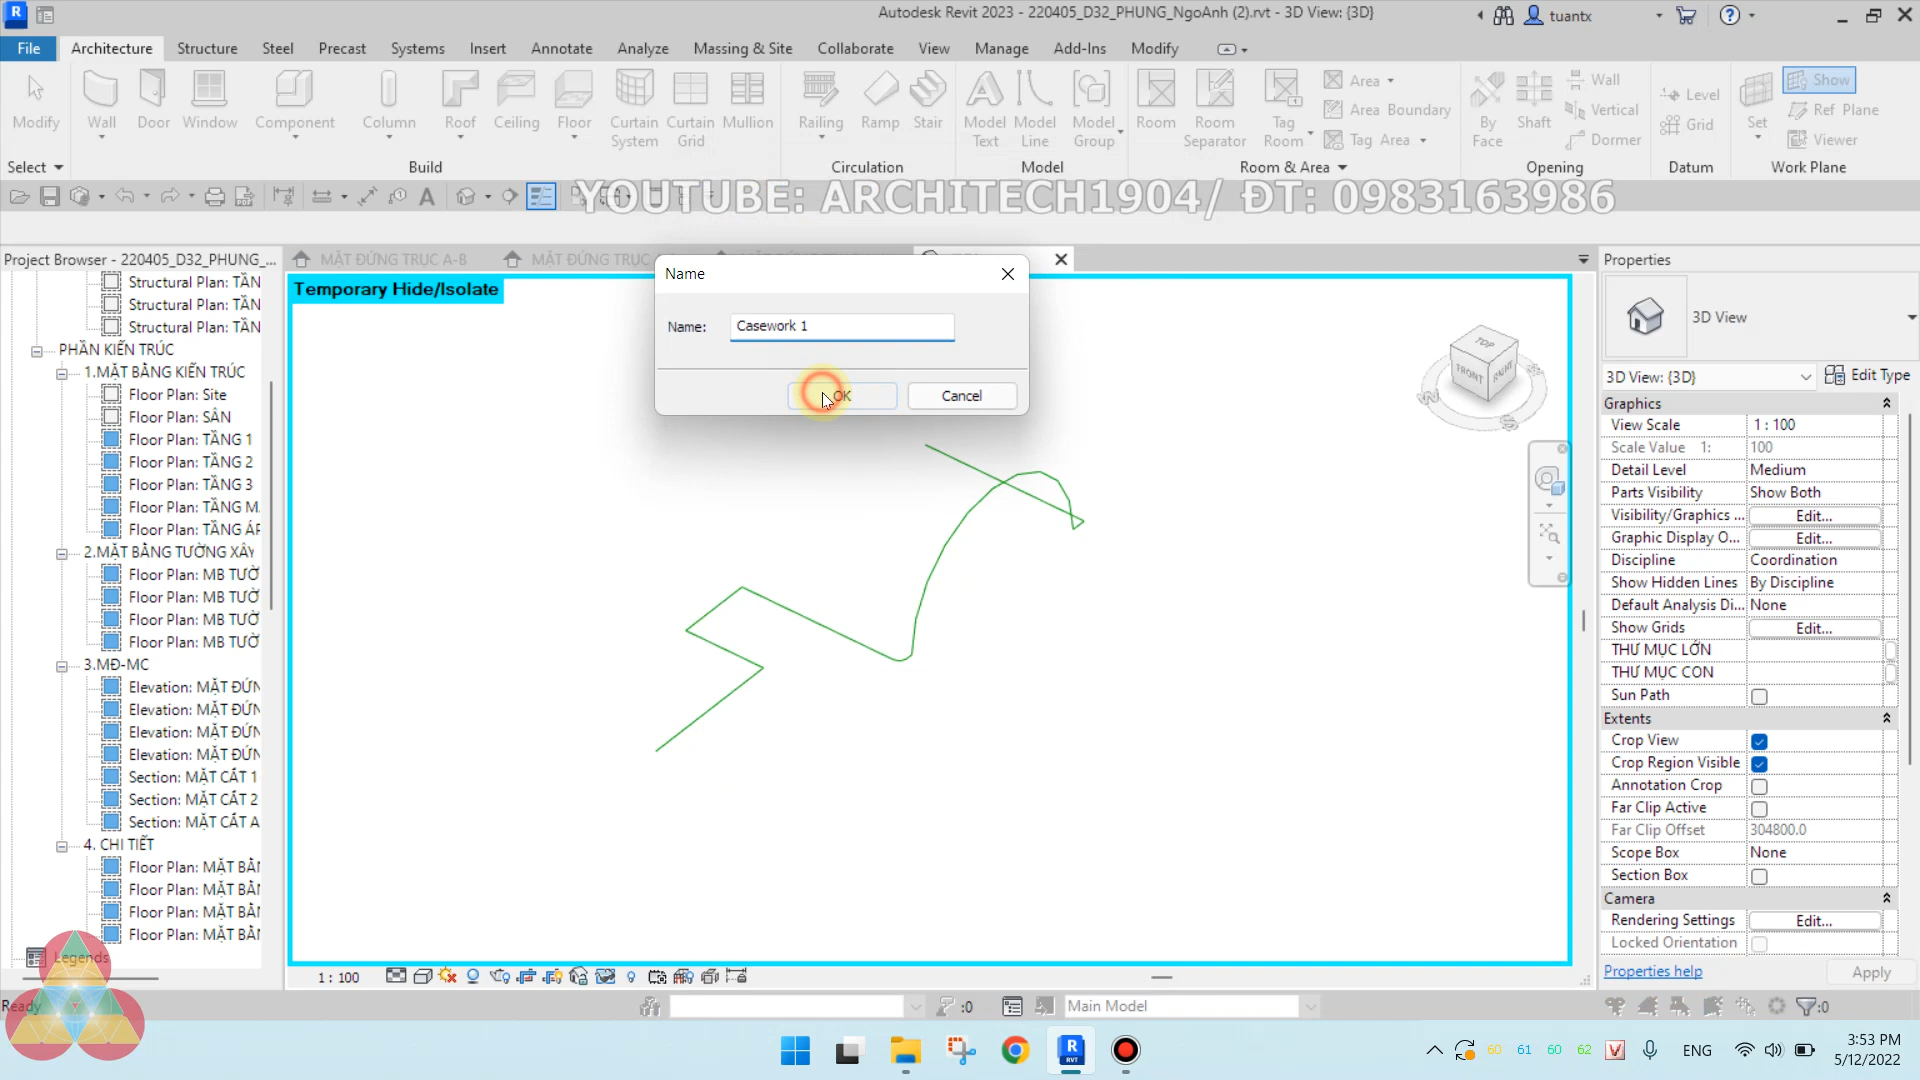 Autodesk Revit 2023 - 220405_D32_PHUNG_NgoAnh (2).rvt - 3D View: {3D}
tuantx
File Architecture Structure Steel Precast Systems Insert Annotate Analyze Massing & Site Collaborate View Manage Add-Ins Modify
Modify Wall Door Window Component Column Roof Ceiling Floor Curtain System Curtain Grid Mullion Railing Ramp Stair Model Text Model Line Model Group Room Room Separator Tag Room By Face Shaft Set
Area
Area Boundary
Tag Area
Wall
Vertical
Dormer
Level
Grid
Show
Ref Plane
Viewer
Select Build Circulation Model Room & Area Opening Datum Work Plane
YOUTUBE: ARCHITECH1904/ ĐT: 0983163986
Project Browser - 220405_D32_PHUNG_...
MẶT ĐỨNG TRỤC A-B
MẶT ĐỨNG TRỤC
Structural Plan: TẦN
Structural Plan: TẦN
Structural Plan: TẦN
PHẦN KIẾN TRÚC
1.MẶT BẰNG KIẾN TRÚC
Floor Plan: Site
Floor Plan: SÂN
Floor Plan: TẦNG 1
Floor Plan: TẦNG 2
Floor Plan: TẦNG 3
Floor Plan: TẦNG M
Floor Plan: TẦNG ÁP
2.MẶT BẰNG TƯỜNG XÂY
Floor Plan: MB TƯỜ
Floor Plan: MB TƯỜ
Floor Plan: MB TƯỜ
Floor Plan: MB TƯỜ
3.MĐ-MC
Elevation: MẶT ĐỨN
Elevation: MẶT ĐỨN
Elevation: MẶT ĐỨN
Elevation: MẶT ĐỨN
Section: MẶT CẮT 1
Section: MẶT CẮT 2
Section: MẶT CẮT A
4. CHI TIẾT
Floor Plan: MẶT BẰN
Floor Plan: MẶT BẰN
Floor Plan: MẶT BẰN
Floor Plan: MẶT BẰN
Legends
Temporary Hide/Isolate
Name
Name: Casework 1
OK Cancel
TOP
FRONT
RIGHT
W
S
Properties
3D View
3D View: {3D} Edit Type
Graphics
View Scale 1 : 100
Scale Value 1: 100
Detail Level Medium
Parts Visibility Show Both
Visibility/Graphics ... Edit...
Graphic Display O... Edit...
Discipline Coordination
Show Hidden Lines By Discipline
Default Analysis Di... None
Show Grids Edit...
THƯ MỤC LỚN
THƯ MỤC CON
Sun Path
Extents
Crop View
Crop Region Visible
Annotation Crop
Far Clip Active
Far Clip Offset 304800.0
Scope Box None
Section Box
Camera
Rendering Settings Edit...
Locked Orientation
Properties help Apply
1 : 100
Ready
:0
Main Model
:0
60 61 60 62
ENG
3:53 PM
5/12/2022